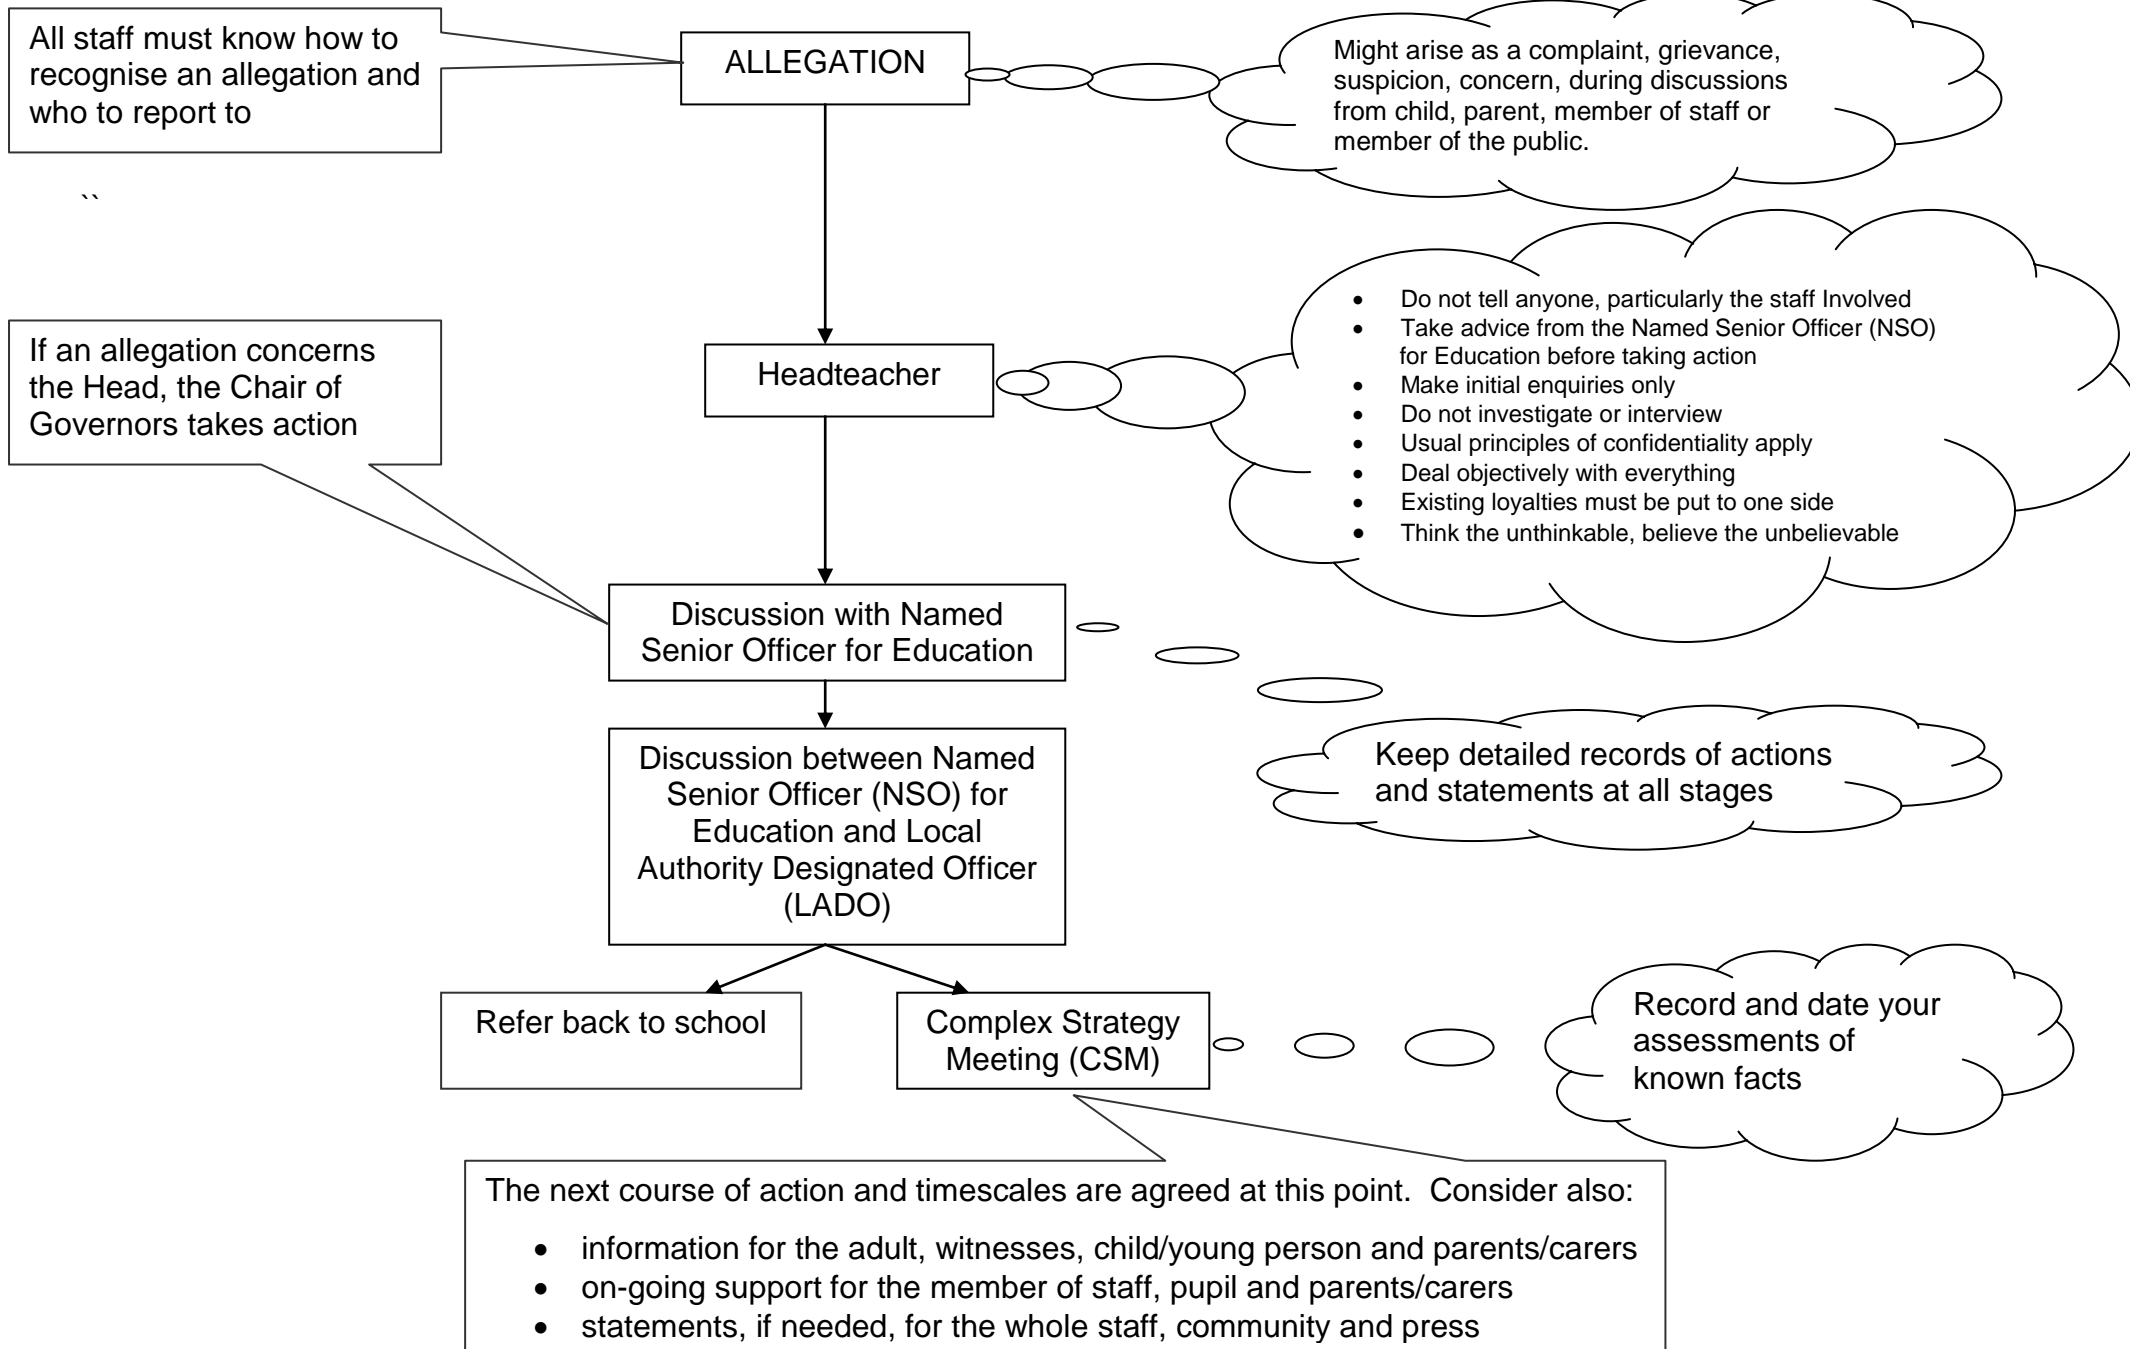 All staff must know how to
recognise an allegation and
who to report to
ALLEGATION
Might arise as a complaint, grievance,
suspicion, concern, during discussions
from child, parent, member of staff or
member of the public.
``
If an allegation concerns
the Head, the Chair of
Governors takes action
Headteacher
• Do not tell anyone, particularly the staff Involved
• Take advice from the Named Senior Officer (NSO)
for Education before taking action
• Make initial enquiries only
• Do not investigate or interview
• Usual principles of confidentiality apply
• Deal objectively with everything
• Existing loyalties must be put to one side
• Think the unthinkable, believe the unbelievable
Discussion with Named
Senior Officer for Education
Discussion between Named
Senior Officer (NSO) for
Education and Local
Authority Designated Officer
(LADO)
Keep detailed records of actions
and statements at all stages
Refer back to school
Complex Strategy
Meeting (CSM)
Record and date your
assessments of
known facts
The next course of action and timescales are agreed at this point.  Consider also:
• information for the adult, witnesses, child/young person and parents/carers
• on-going support for the member of staff, pupil and parents/carers
• statements, if needed, for the whole staff, community and press